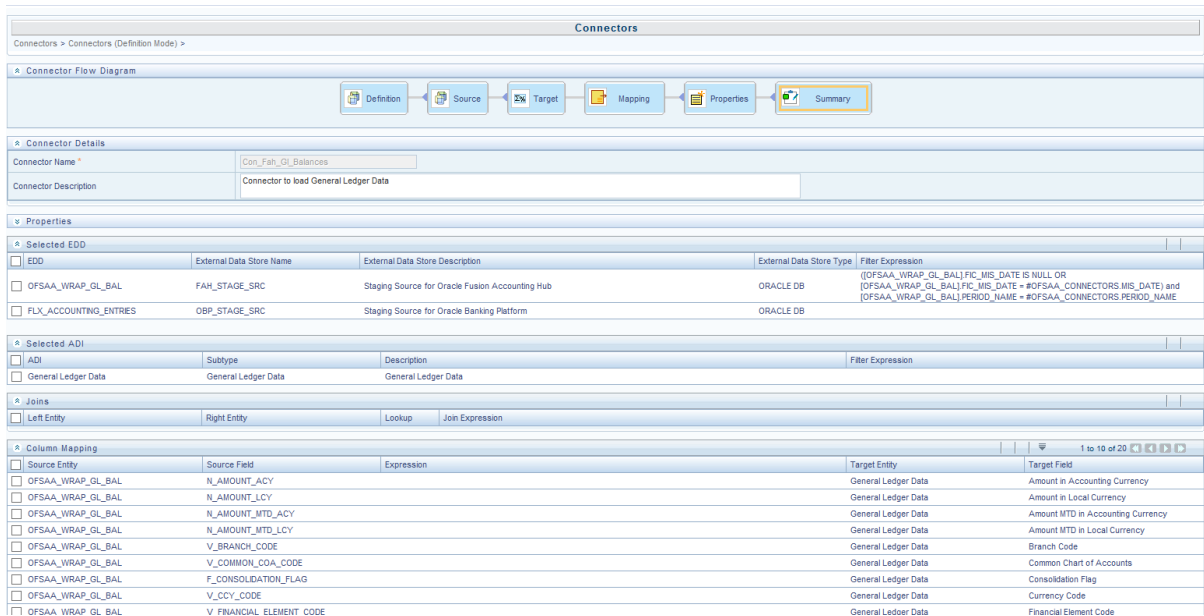 Connectors
Connectors > Connectors (Definition Mode) >
Connector Flow Diagram
Definition Source Target Mapping Properties Summary
Connector Details
Connector Name * Con_Fah_Gl_Balances
Connector Description Connector to load General Ledger Data
Properties
Selected EDD
EDD External Data Store Name External Data Store Description External Data Store Type Filter Expression
OFSAA_WRAP_GL_BAL FAH_STAGE_SRC Staging Source for Oracle Fusion Accounting Hub ORACLE DB ([OFSAA_WRAP_GL_BAL].FIC_MIS_DATE IS NULL OR
[OFSAA_WRAP_GL_BAL].FIC_MIS_DATE = #OFSAA_CONNECTORS.MIS_DATE) and
[OFSAA_WRAP_GL_BAL].PERIOD_NAME = #OFSAA_CONNECTORS.PERIOD_NAME
FLX_ACCOUNTING_ENTRIES OBP_STAGE_SRC Staging Source for Oracle Banking Platform ORACLE DB
Selected ADI
ADI Subtype Description Filter Expression
General Ledger Data General Ledger Data General Ledger Data
Joins
Left Entity Right Entity Lookup Join Expression
Column Mapping 1 to 10 of 20
Source Entity Source Field Expression Target Entity Target Field
OFSAA_WRAP_GL_BAL N_AMOUNT_ACY General Ledger Data Amount in Accounting Currency
OFSAA_WRAP_GL_BAL N_AMOUNT_LCY General Ledger Data Amount in Local Currency
OFSAA_WRAP_GL_BAL N_AMOUNT_MTD_ACY General Ledger Data Amount MTD in Accounting Currency
OFSAA_WRAP_GL_BAL N_AMOUNT_MTD_LCY General Ledger Data Amount MTD in Local Currency
OFSAA_WRAP_GL_BAL V_BRANCH_CODE General Ledger Data Branch Code
OFSAA_WRAP_GL_BAL V_COMMON_COA_CODE General Ledger Data Common Chart of Accounts
OFSAA_WRAP_GL_BAL F_CONSOLIDATION_FLAG General Ledger Data Consolidation Flag
OFSAA_WRAP_GL_BAL V_CCY_CODE General Ledger Data Currency Code
OFSAA_WRAP_GL_BAL V_FINANCIAL_ELEMENT_CODE General Ledger Data Financial Element Code